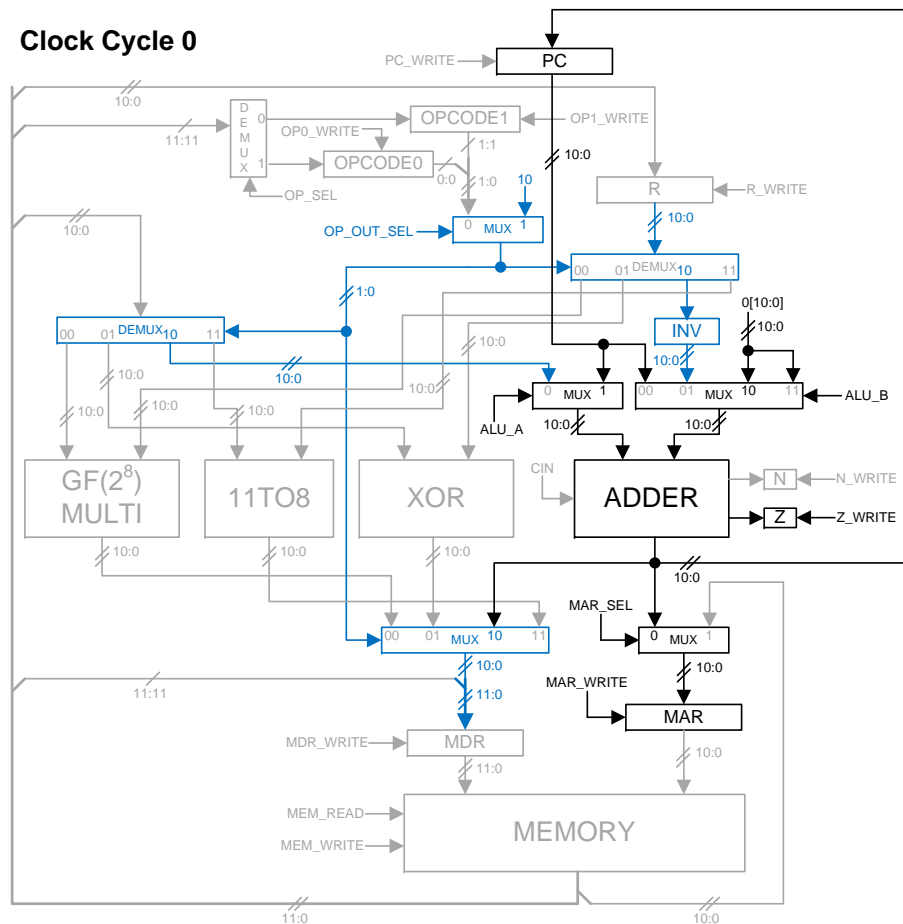 Clock Cycle 0
PC_WRITE
PC
10:0
11:11
DEMUX
0
1
OP0_WRITE
OPCODE1
OP1_WRITE
1:1
OPCODE0
0:0
1:0
OP_SEL
10:0
10
R
R_WRITE
10:0
0
MUX
1
OP_OUT_SEL
10:0
10:0
00
01
DEMUX
10
11
1:0
0[10:0]
10:0
INV
00
01
DEMUX
10
11
10:0
10:0
10:0
10:0
10:0
10:0
10:0
0
MUX
1
00
01
MUX
10
11
ALU_A
ALU_B
10:0
10:0
GF(2^8)
MULTI
11TO8
XOR
CIN
ADDER
N
N_WRITE
Z
Z_WRITE
10:0
10:0
10:0
10:0
MAR_SEL
00
01
MUX
10
11
0
MUX
1
10:0
10:0
11:11
11:0
MAR_WRITE
MAR
MDR_WRITE
MDR
11:0
10:0
MEM_READ
MEM_WRITE
MEMORY
11:0
10:0